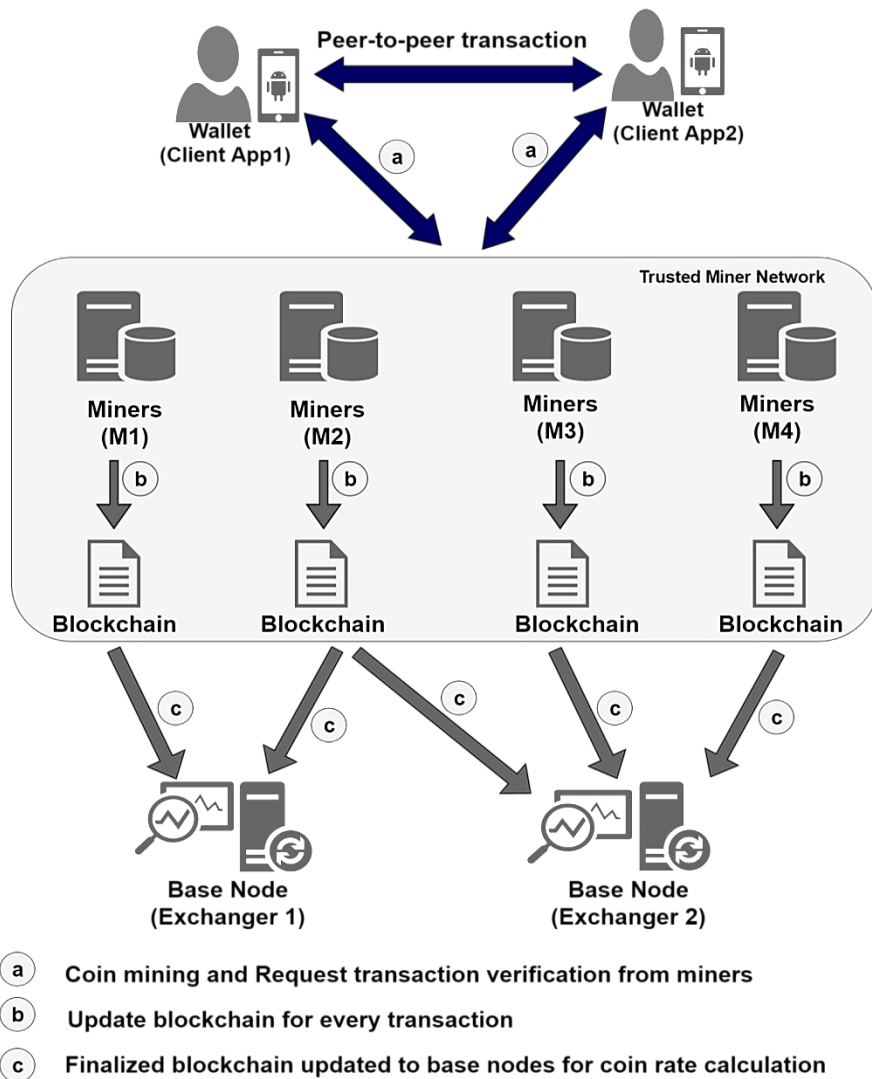 Peer-to-peer transaction
Wallet
(Client App1)
Wallet
(Client App2)
a
a
Trusted Miner Network
Miners
(M1)
Miners
(M2)
Miners
(M3)
Miners
(M4)
b
b
b
b
Blockchain
Blockchain
Blockchain
Blockchain
c
c
c
c
c
Base Node
(Exchanger 1)
Base Node
(Exchanger 2)
a Coin mining and Request transaction verification from miners
b Update blockchain for every transaction
c Finalized blockchain updated to base nodes for coin rate calculation